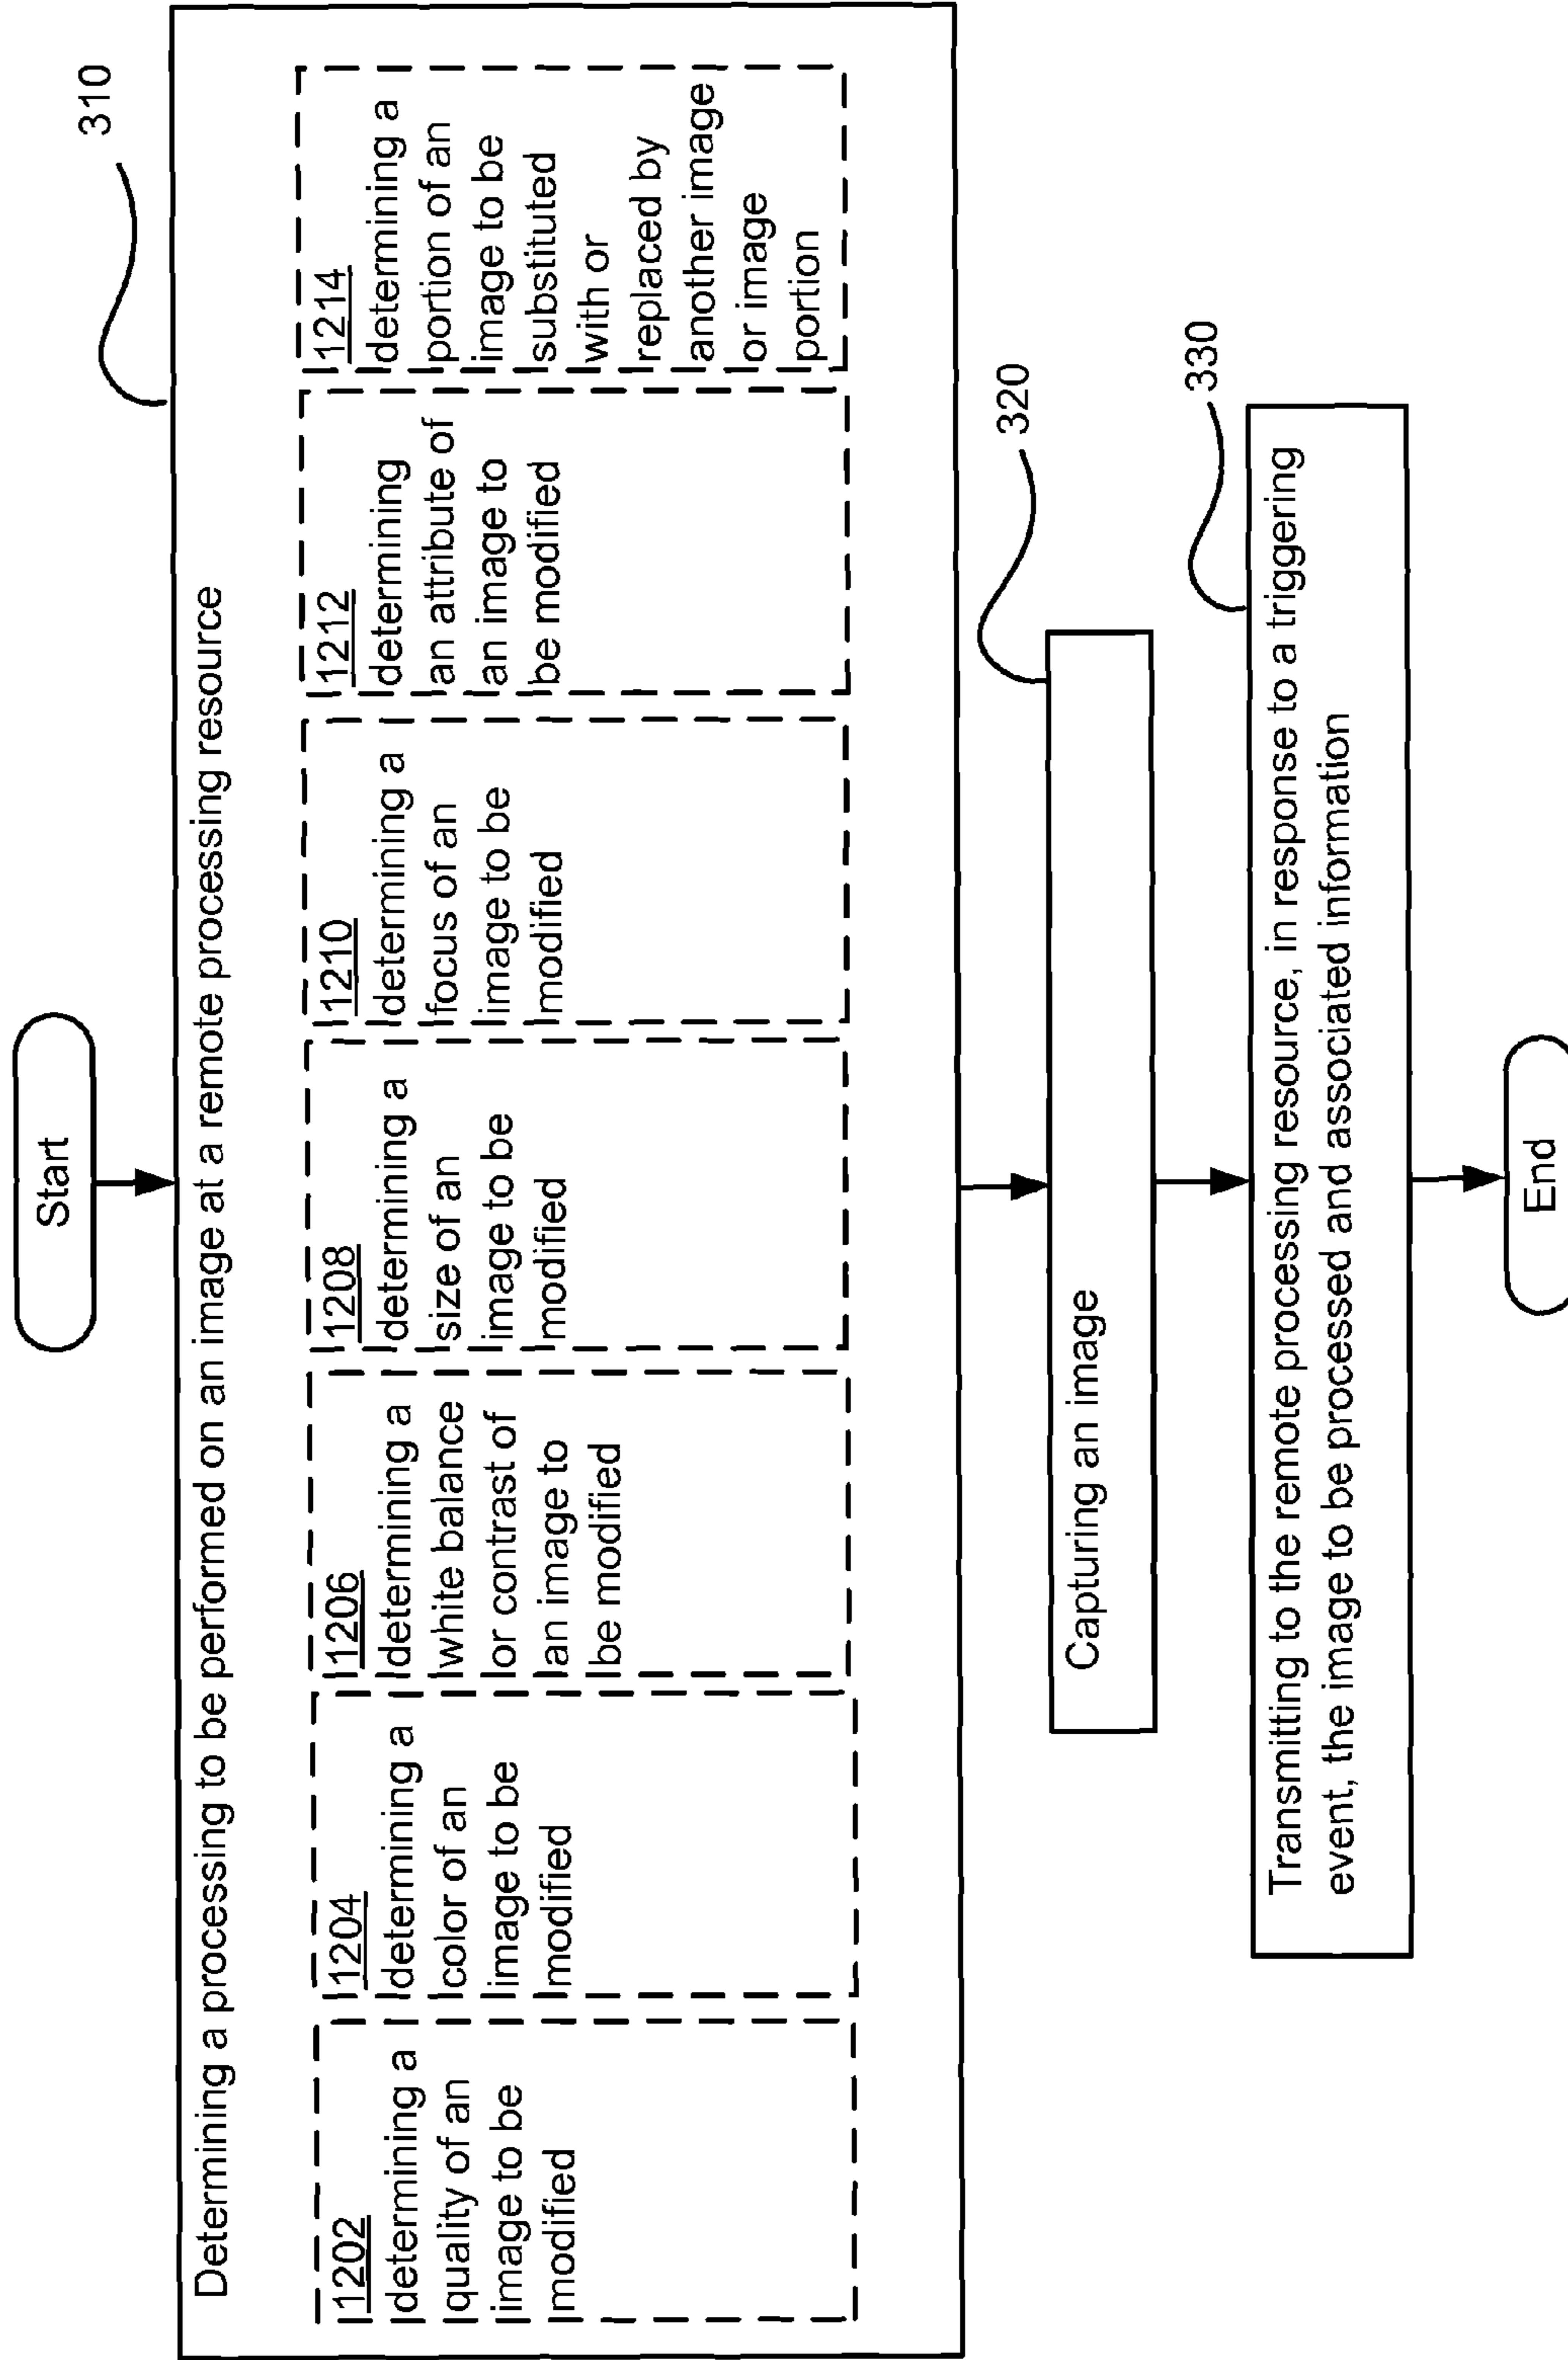 Start
310
Determining a processing to be performed on an image at a remote processing resource
1202
determining a
quality of an
image to be
modified
1204
determining a
color of an
image to be
modified
1206
determining a
white balance
or contrast of
an image to
be modified
1208
determining a
size of an
image to be
modified
1210
determining a
focus of an
image to be
modified
1212
determining
an attribute of
an image to
be modified
1214
determining a
portion of an
image to be
substituted
with or
replaced by
another image
or image
portion
320
Capturing an image
330
Transmitting to the remote processing resource, in response to a triggering
event, the image to be processed and associated information
End